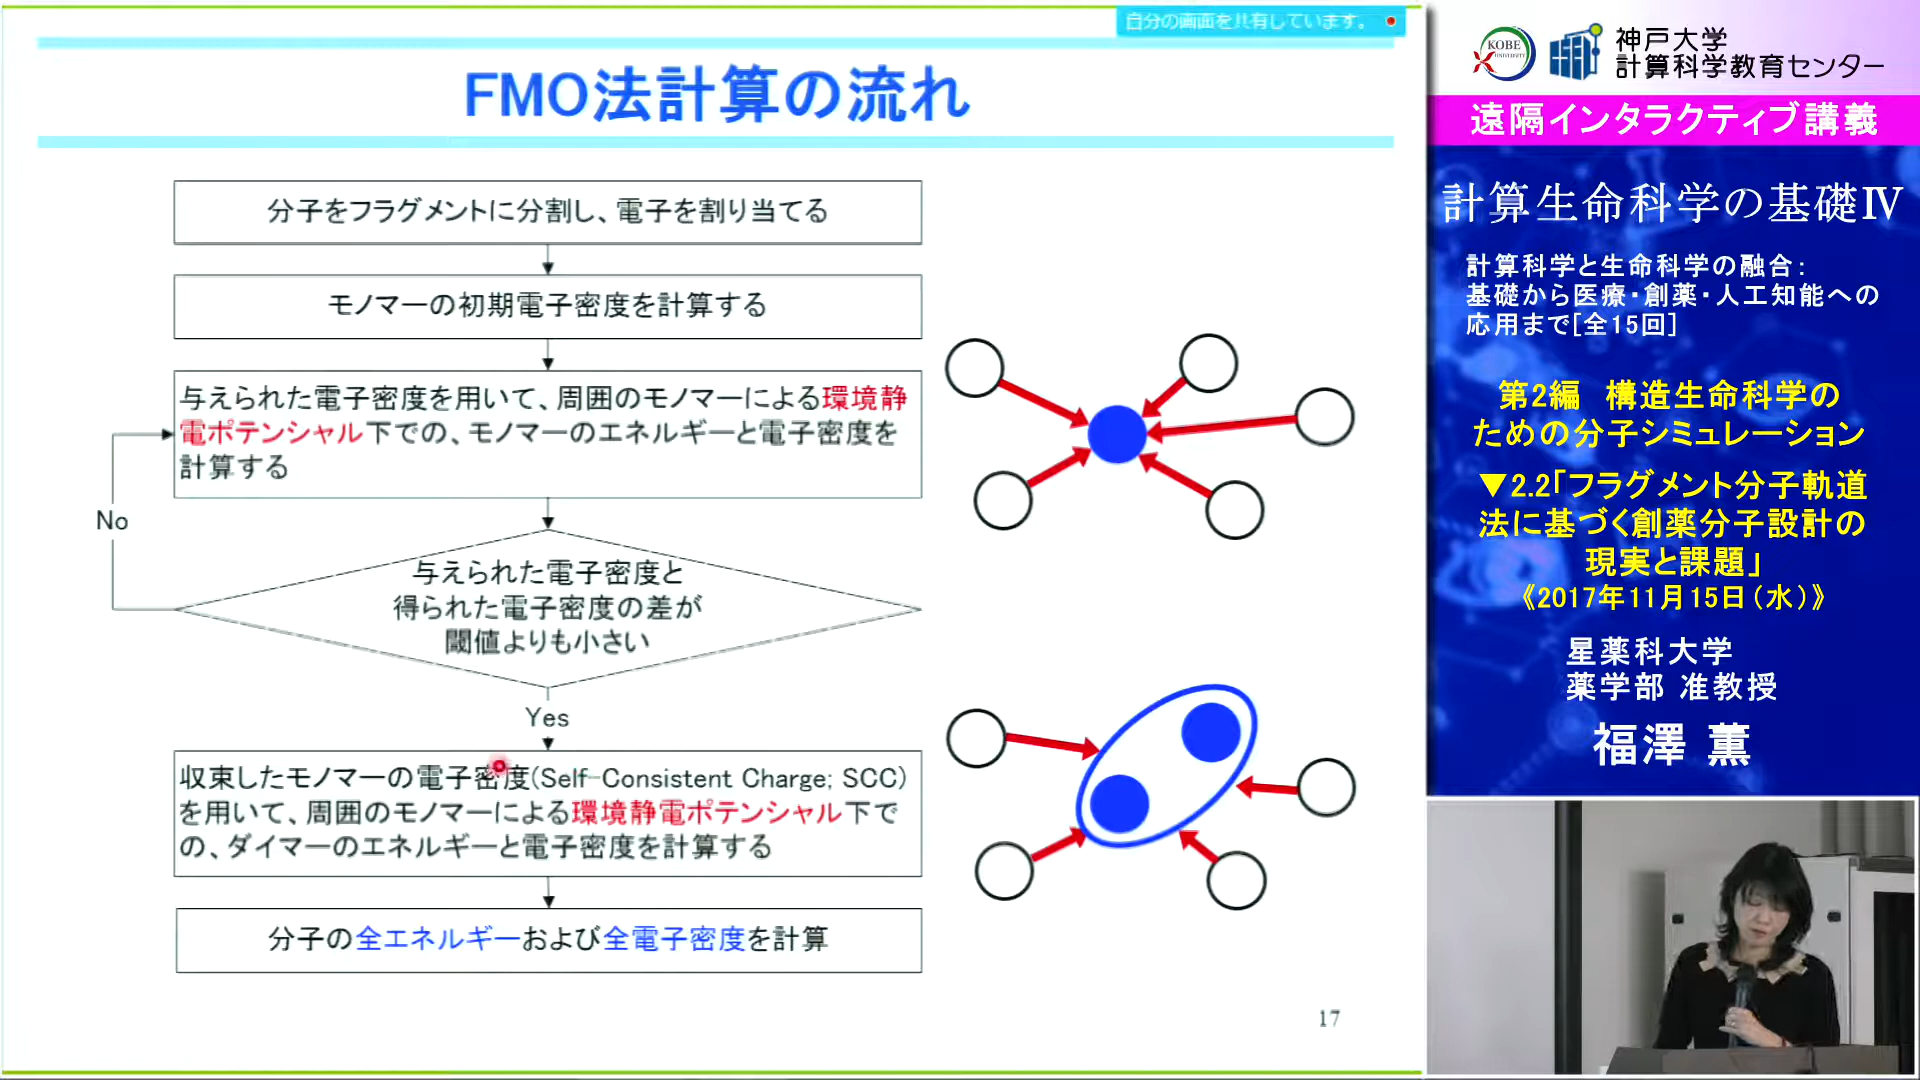 自分の画面を共有しています。
FMO法計算の流れ
分子をフラグメントに分割し、電子を割り当てる
モノマーの初期電子密度を計算する
与えられた電子密度を用いて、周囲のモノマーによる環境静
電ポテンシャル下での、モノマーのエネルギーと電子密度を
計算する
No
与えられた電子密度と
得られた電子密度の差が
閾値よりも小さい
Yes
収束したモノマーの電子密度(Self-Consistent Charge; SCC)
を用いて、周囲のモノマーによる環境静電ポテンシャル下で
の、ダイマーのエネルギーと電子密度を計算する
分子の全エネルギーおよび全電子密度を計算
17
KOBE
UNIVERSITY
神戸大学
計算科学教育センター
遠隔インタラクティブ講義
計算生命科学の基礎Ⅳ
計算科学と生命科学の融合：
基礎から医療・創薬・人工知能への
応用まで[全15回]
第2編　構造生命科学の
ための分子シミュレーション
▼2.2「フラグメント分子軌道
法に基づく創薬分子設計の
現実と課題」
《2017年11月15日（水）》
星薬科大学
薬学部 准教授
福澤 薫